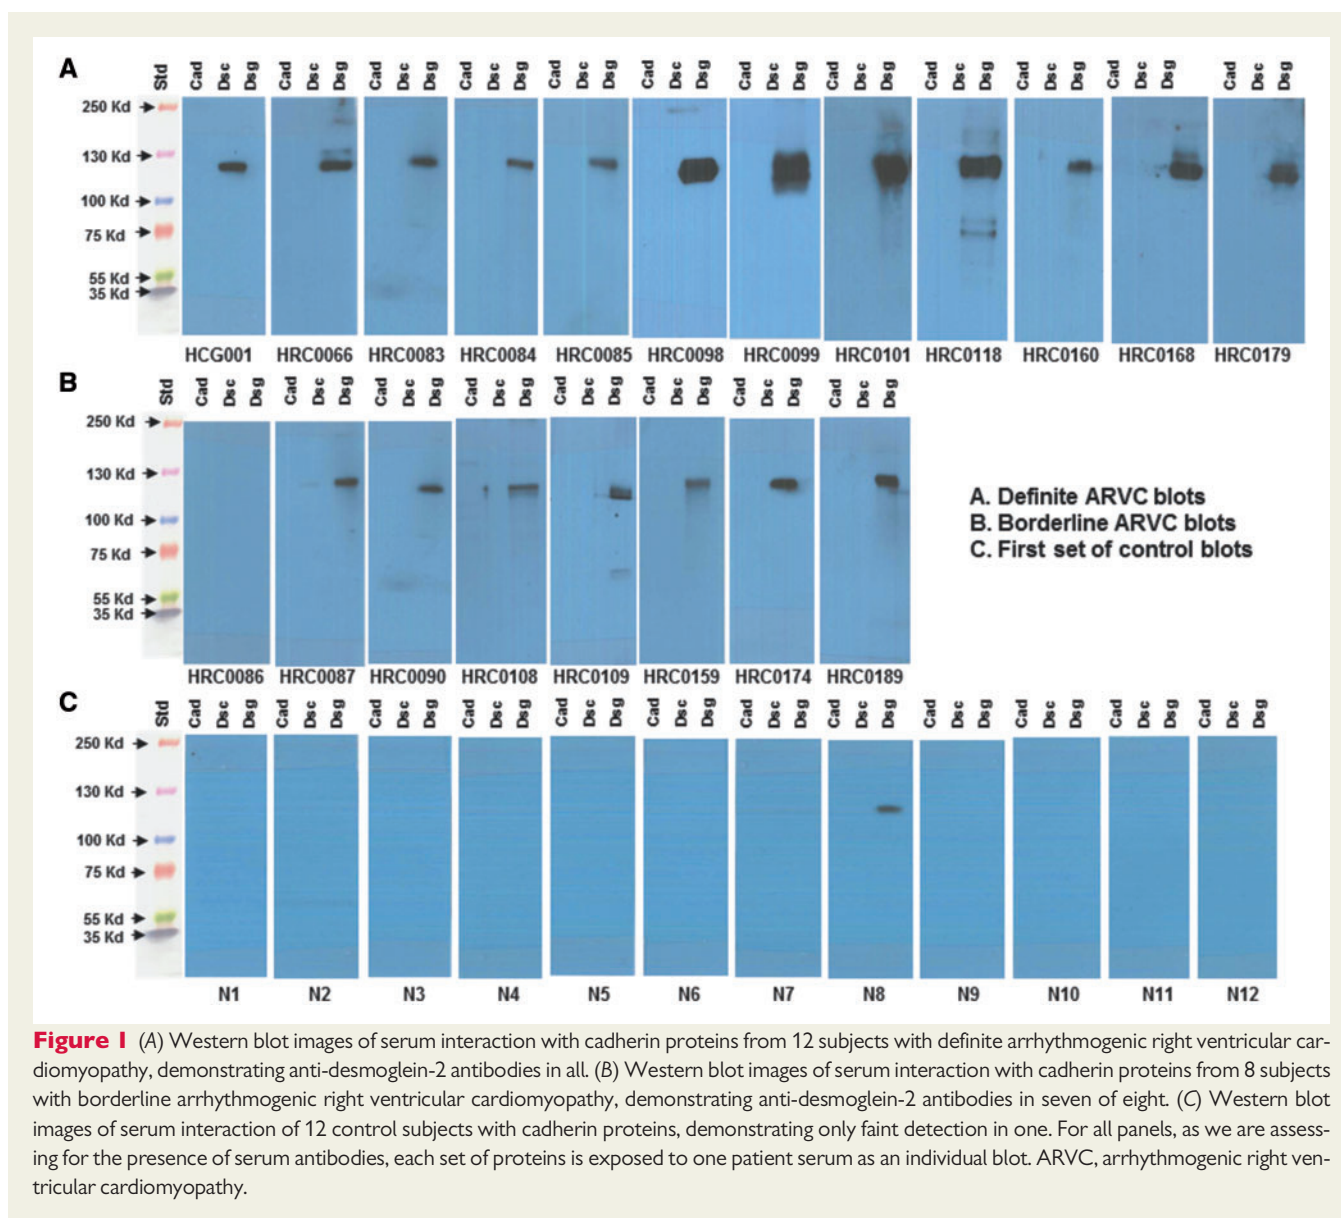 A
Std Cad Dsc Dsg Cad Dsc Dsg Cad Dsc Dsg Cad Dsc Dsg Cad Dsc Dsg Cad Dsc Dsg Cad Dsc Dsg Cad Dsc Dsg Cad Dsc Dsg Cad Dsc Dsg Cad Dsc Dsg Cad Dsc Dsg
250 Kd
130 Kd
100 Kd
75 Kd
55 Kd
35 Kd
HCG001 HRC0066 HRC0083 HRC0084 HRC0085 HRC0098 HRC0099 HRC0101 HRC0118 HRC0160 HRC0168 HRC0179
B
Std Cad Dsc Dsg Cad Dsc Dsg Cad Dsc Dsg Cad Dsc Dsg Cad Dsc Dsg Cad Dsc Dsg Cad Dsc Dsg Cad Dsc Dsg
250 Kd
130 Kd
100 Kd
75 Kd
55 Kd
35 Kd
HRC0086 HRC0087 HRC0090 HRC0108 HRC0109 HRC0159 HRC0174 HRC0189
A. Definite ARVC blots
B. Borderline ARVC blots
C. First set of control blots
C
Std Cad Dsc Dsg Cad Dsc Dsg Cad Dsc Dsg Cad Dsc Dsg Cad Dsc Dsg Cad Dsc Dsg Cad Dsc Dsg Cad Dsc Dsg Cad Dsc Dsg Cad Dsc Dsg Cad Dsc Dsg Cad Dsc Dsg
250 Kd
130 Kd
100 Kd
75 Kd
55 Kd
35 Kd
N1 N2 N3 N4 N5 N6 N7 N8 N9 N10 N11 N12
Figure 1 (A) Western blot images of serum interaction with cadherin proteins from 12 subjects with definite arrhythmogenic right ventricular car-
diomyopathy, demonstrating anti-desmoglein-2 antibodies in all. (B) Western blot images of serum interaction with cadherin proteins from 8 subjects
with borderline arrhythmogenic right ventricular cardiomyopathy, demonstrating anti-desmoglein-2 antibodies in seven of eight. (C) Western blot
images of serum interaction of 12 control subjects with cadherin proteins, demonstrating only faint detection in one. For all panels, as we are assess-
ing for the presence of serum antibodies, each set of proteins is exposed to one patient serum as an individual blot. ARVC, arrhythmogenic right ven-
tricular cardiomyopathy.